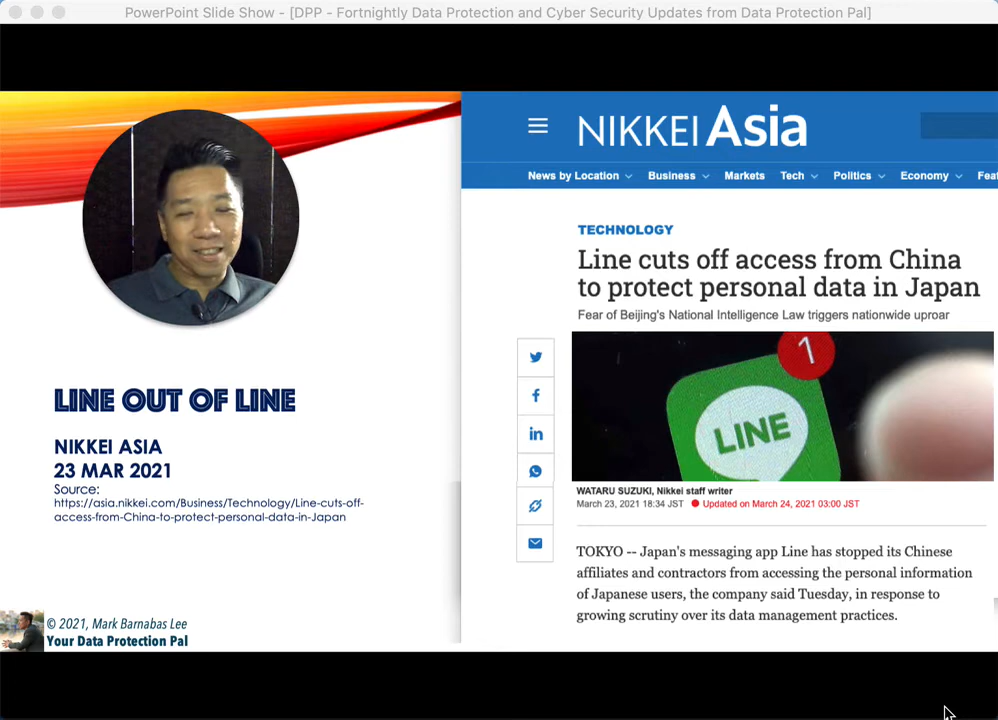 PowerPoint Slide Show - [DPP - Fortnightly Data Protection and Cyber Security Updates from Data Protection Pal]
NIKKEI Asia
News by Location Business Markets Tech Politics Economy
TECHNOLOGY
Line cuts off access from China
to protect personal data in Japan
Fear of Beijing's National Intelligence Law triggers nationwide uproar
1
LINE
LINE OUT OF LINE
NIKKEI ASIA
23 MAR 2021
Source:
https://asia.nikkei.com/Business/Technology/Line-cuts-off-
access-from-China-to-protect-personal-data-in-Japan
WATARU SUZUKI, Nikkei staff writer
March 23, 2021 18:34 JST Updated on March 24, 2021 03:00 JST
TOKYO -- Japan's messaging app Line has stopped its Chinese
affiliates and contractors from accessing the personal information
of Japanese users, the company said Tuesday, in response to
growing scrutiny over its data management practices.
© 2021, Mark Barnabas Lee
Your Data Protection Pal